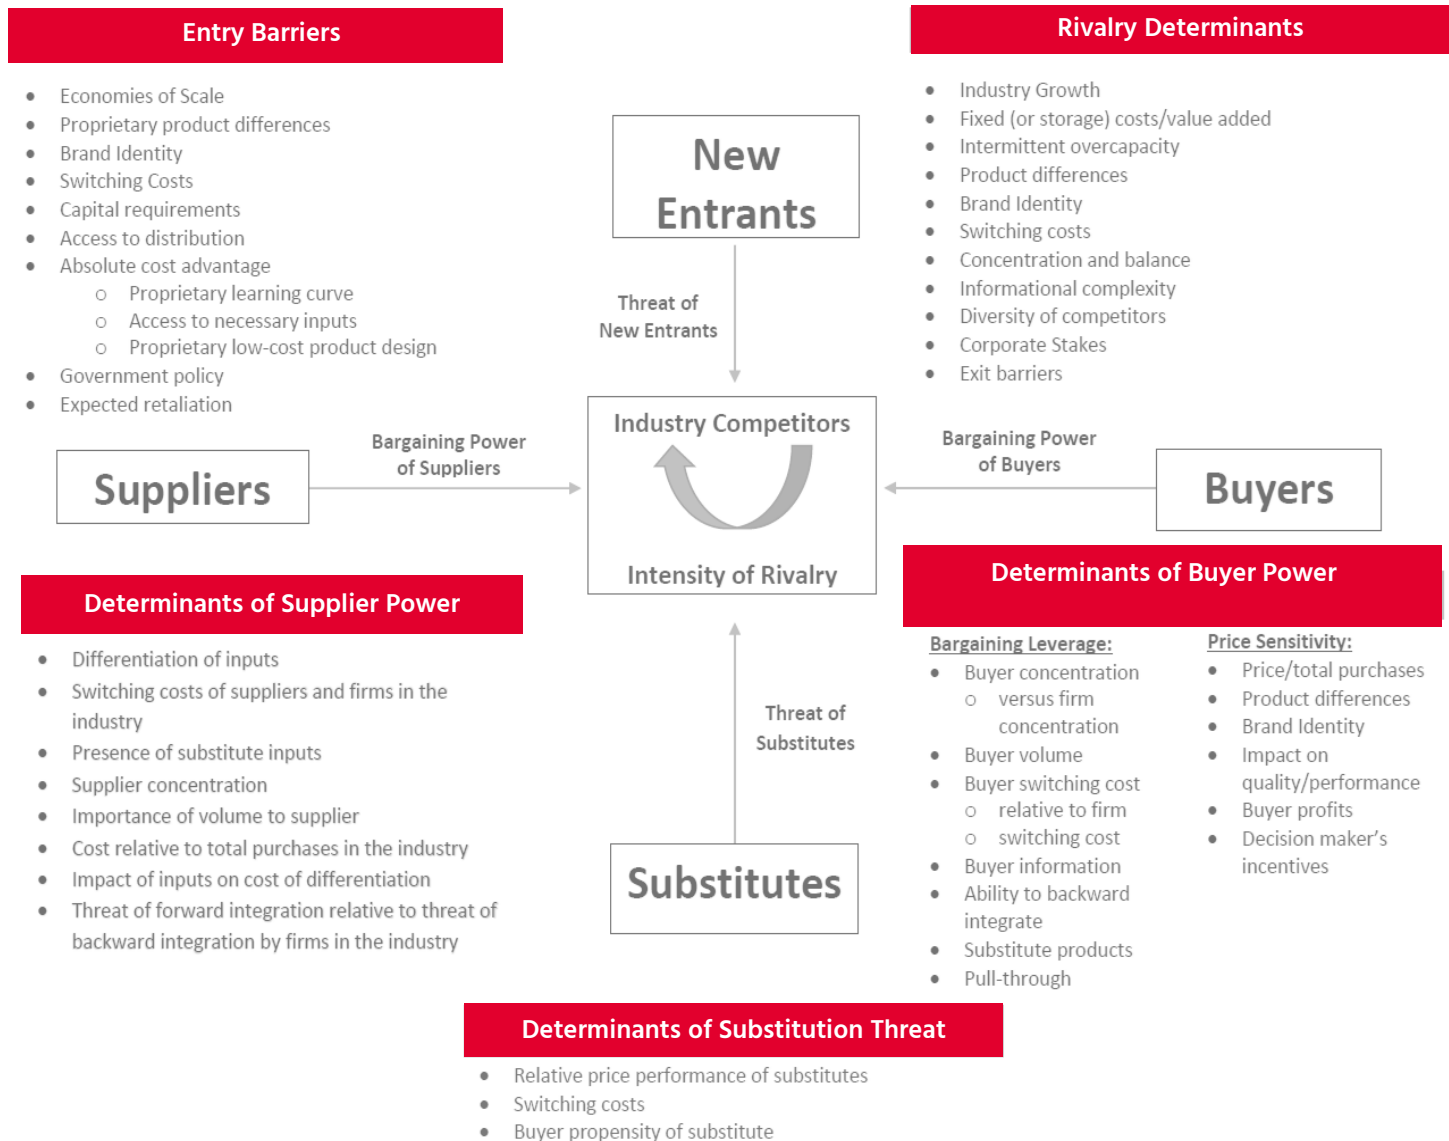 Entry Barriers
• Economies of Scale
• Proprietary product differences
• Brand Identity
• Switching Costs
• Capital requirements
• Access to distribution
• Absolute cost advantage
○ Proprietary learning curve
○ Access to necessary inputs
○ Proprietary low-cost product design
• Government policy
• Expected retaliation
New
Entrants
Threat of
New Entrants
Rivalry Determinants
• Industry Growth
• Fixed (or storage) costs/value added
• Intermittent overcapacity
• Product differences
• Brand Identity
• Switching costs
• Concentration and balance
• Informational complexity
• Diversity of competitors
• Corporate Stakes
• Exit barriers
Suppliers
Bargaining Power
of Suppliers
Industry Competitors
Intensity of Rivalry
Bargaining Power
of Buyers
Buyers
Determinants of Supplier Power
• Differentiation of inputs
• Switching costs of suppliers and firms in the
industry
• Presence of substitute inputs
• Supplier concentration
• Importance of volume to supplier
• Cost relative to total purchases in the industry
• Impact of inputs on cost of differentiation
• Threat of forward integration relative to threat of
backward integration by firms in the industry
Threat of
Substitutes
Substitutes
Determinants of Buyer Power
Bargaining Leverage:
• Buyer concentration
○ versus firm
concentration
• Buyer volume
• Buyer switching cost
○ relative to firm
○ switching cost
• Buyer information
• Ability to backward
integrate
• Substitute products
• Pull-through
Price Sensitivity:
• Price/total purchases
• Product differences
• Brand Identity
• Impact on
quality/performance
• Buyer profits
• Decision maker's
incentives
Determinants of Substitution Threat
• Relative price performance of substitutes
• Switching costs
• Buyer propensity of substitute